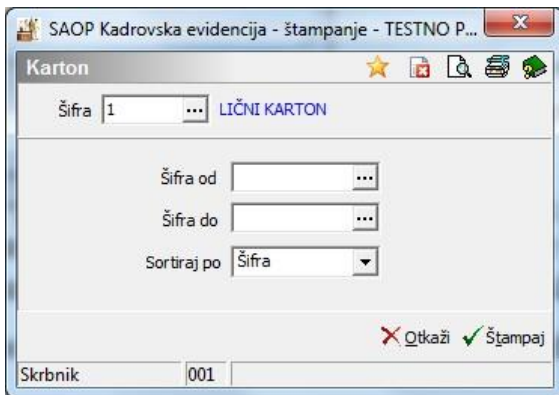 SAOP Kadrovska evidencija - štampanje - TESTNO P...
Karton
Šifra 1 ... LIČNI KARTON
Šifra od ...
Šifra do ...
Sortiraj po Šifra
Otkaži Štampaj
Skrbnik 001